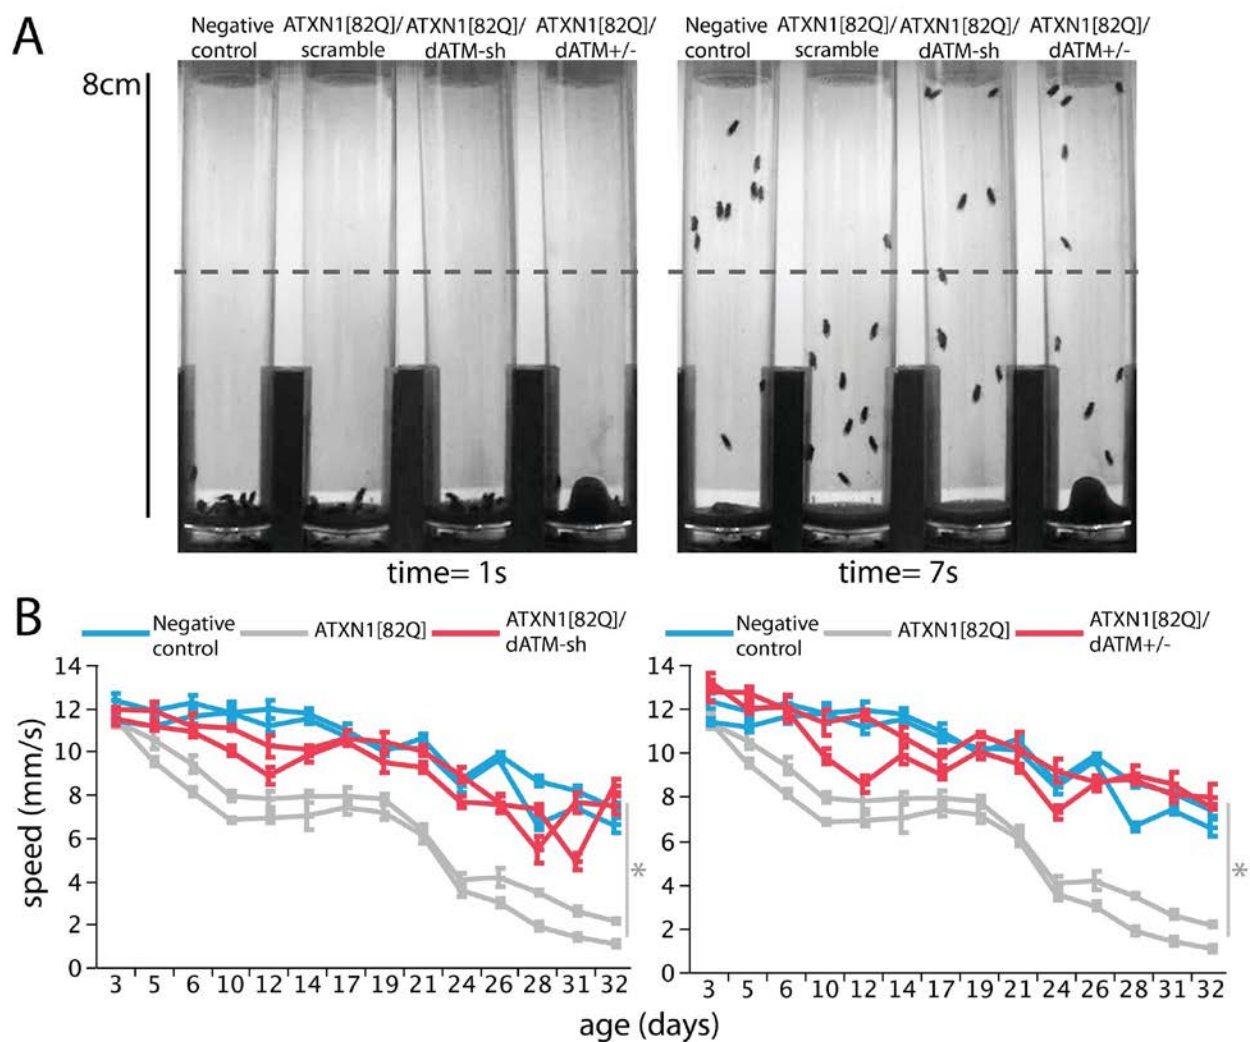 A
Negative control
ATXN1[82Q]/ scramble
ATXN1[82Q]/ dATM-sh
ATXN1[82Q]/ dATM+/-
Negative control
ATXN1[82Q]/ scramble
ATXN1[82Q]/ dATM-sh
ATXN1[82Q]/ dATM+/-
8cm
time= 1s
time= 7s
B
Negative control
ATXN1[82Q]
ATXN1[82Q]/ dATM-sh
Negative control
ATXN1[82Q]
ATXN1[82Q]/ dATM+/-
speed (mm/s)
14
12
10
8
6
4
2
0
*
3 5 6 10 12 14 17 19 21 24 26 28 31 32
14
12
10
8
6
4
2
0
*
3 5 6 10 12 14 17 19 21 24 26 28 31 32
age (days)